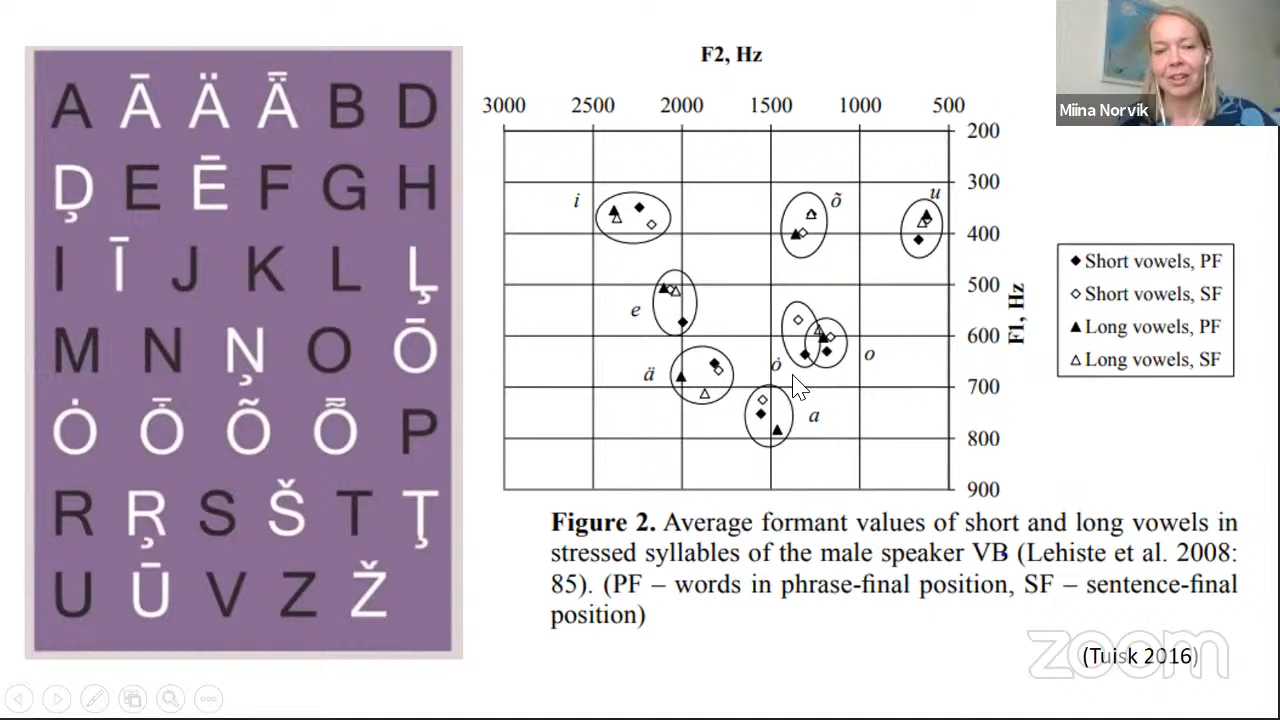 A Ā Ä Ǟ B D
Ḑ E Ē F G H
I Ī J K L Ļ
M N Ņ O Ō
Ȯ Ȱ Õ Ȭ P
R Ŗ S Š T Ț
U Ū V Z Ž
F2, Hz
3000 2500 2000 1500 1000 500
200
300
400
500
600
700
800
900
F1, Hz
i
õ
u
e
ä
ȯ
o
a
Short vowels, PF
Short vowels, SF
Long vowels, PF
Long vowels, SF
Figure 2. Average formant values of short and long vowels in
stressed syllables of the male speaker VB (Lehiste et al. 2008:
85). (PF – words in phrase-final position, SF – sentence-final
position)
(Tuisk 2016)
zoom
Miina Norvik